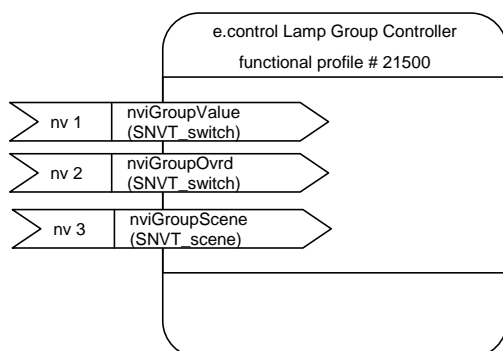 e.control Lamp Group Controller
functional profile # 21500
nv 1
nviGroupValue
(SNVT_switch)
nv 2
nviGroupOvrd
(SNVT_switch)
nv 3
nviGroupScene
(SNVT_scene)